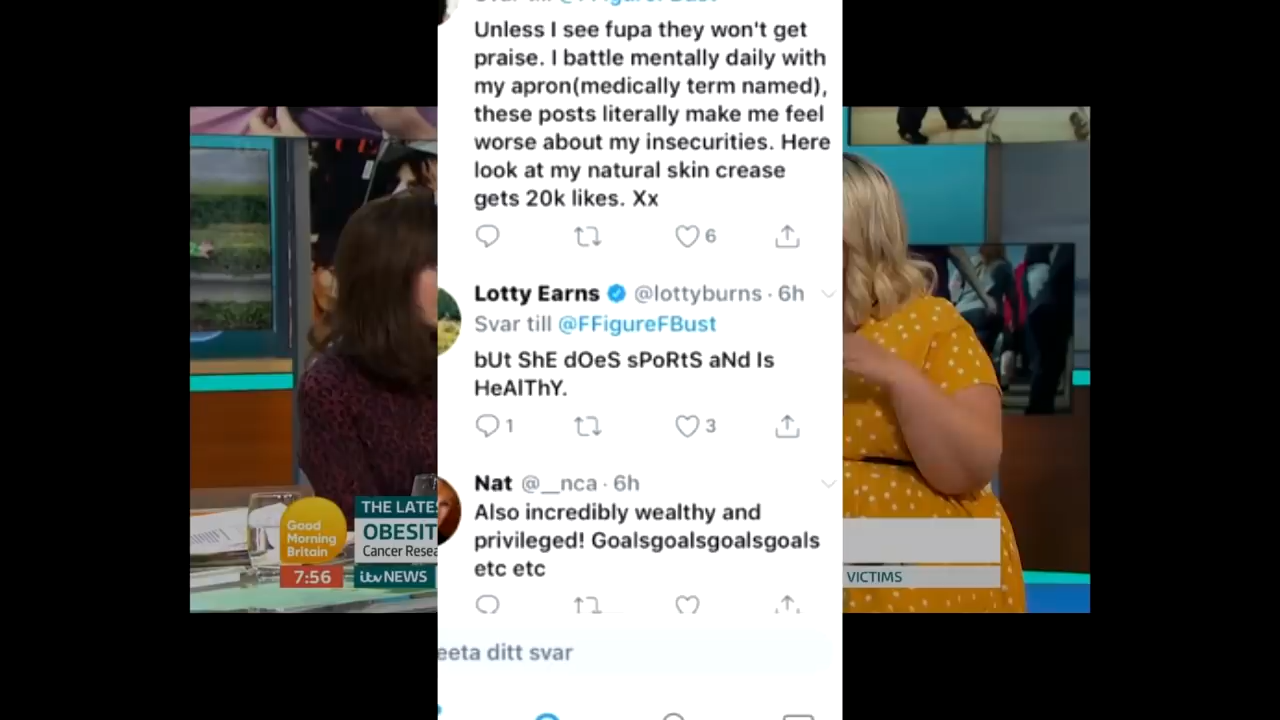 Svar till @FFigureFBust
Unless I see fupa they won't get
praise. I battle mentally daily with
my apron(medically term named),
these posts literally make me feel
worse about my insecurities. Here
look at my natural skin crease
gets 20k likes. Xx
6
Lotty Earns @lottyburns · 6h
Svar till @FFigureFBust
bUt ShE dOeS sPoRtS aNd Is
HeAlThY.
1 3
Nat @__nca · 6h
Also incredibly wealthy and
privileged! Goalsgoalsgoalsgoals
etc etc
eeta ditt svar
Good
Morning
Britain
7:56
THE LATES
OBESIT
Cancer Resea
itv NEWS
VICTIMS